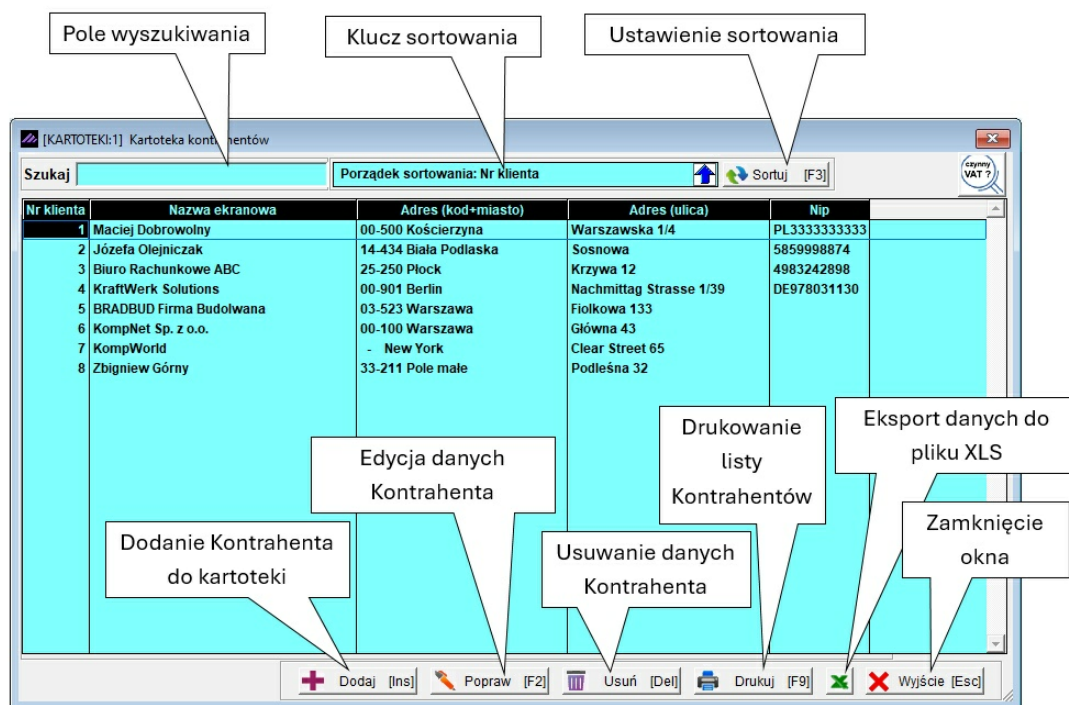 Pole wyszukiwania
Klucz sortowania
Ustawienie sortowania
[KARTOTEKI:1] Kartoteka kontrahentów
Szukaj
Porządek sortowania: Nr klienta
Sortuj [F3]
czynny
VAT ?
Nr klienta Nazwa ekranowa Adres (kod+miasto) Adres (ulica) Nip
1 Maciej Dobrowolny 00-500 Kościerzyna Warszawska 1/4 PL3333333333
2 Józefa Olejniczak 14-434 Biała Podlaska Sosnowa 5859998874
3 Biuro Rachunkowe ABC 25-250 Płock Krzywa 12 4983242898
4 KraftWerk Solutions 00-901 Berlin Nachmittag Strasse 1/39 DE978031130
5 BRADBUD Firma Budolwana 03-523 Warszawa Fiolkowa 133
6 KompNet Sp. z o.o. 00-100 Warszawa Główna 43
7 KompWorld - New York Clear Street 65
8 Zbigniew Górny 33-211 Pole małe Podleśna 32
Dodanie Kontrahenta
do kartoteki
Edycja danych
Kontrahenta
Usuwanie danych
Kontrahenta
Drukowanie
listy
Kontrahentów
Eksport danych do
pliku XLS
Zamknięcie
okna
Dodaj [Ins] Popraw [F2] Usuń [Del] Drukuj [F9] Wyjście [Esc]